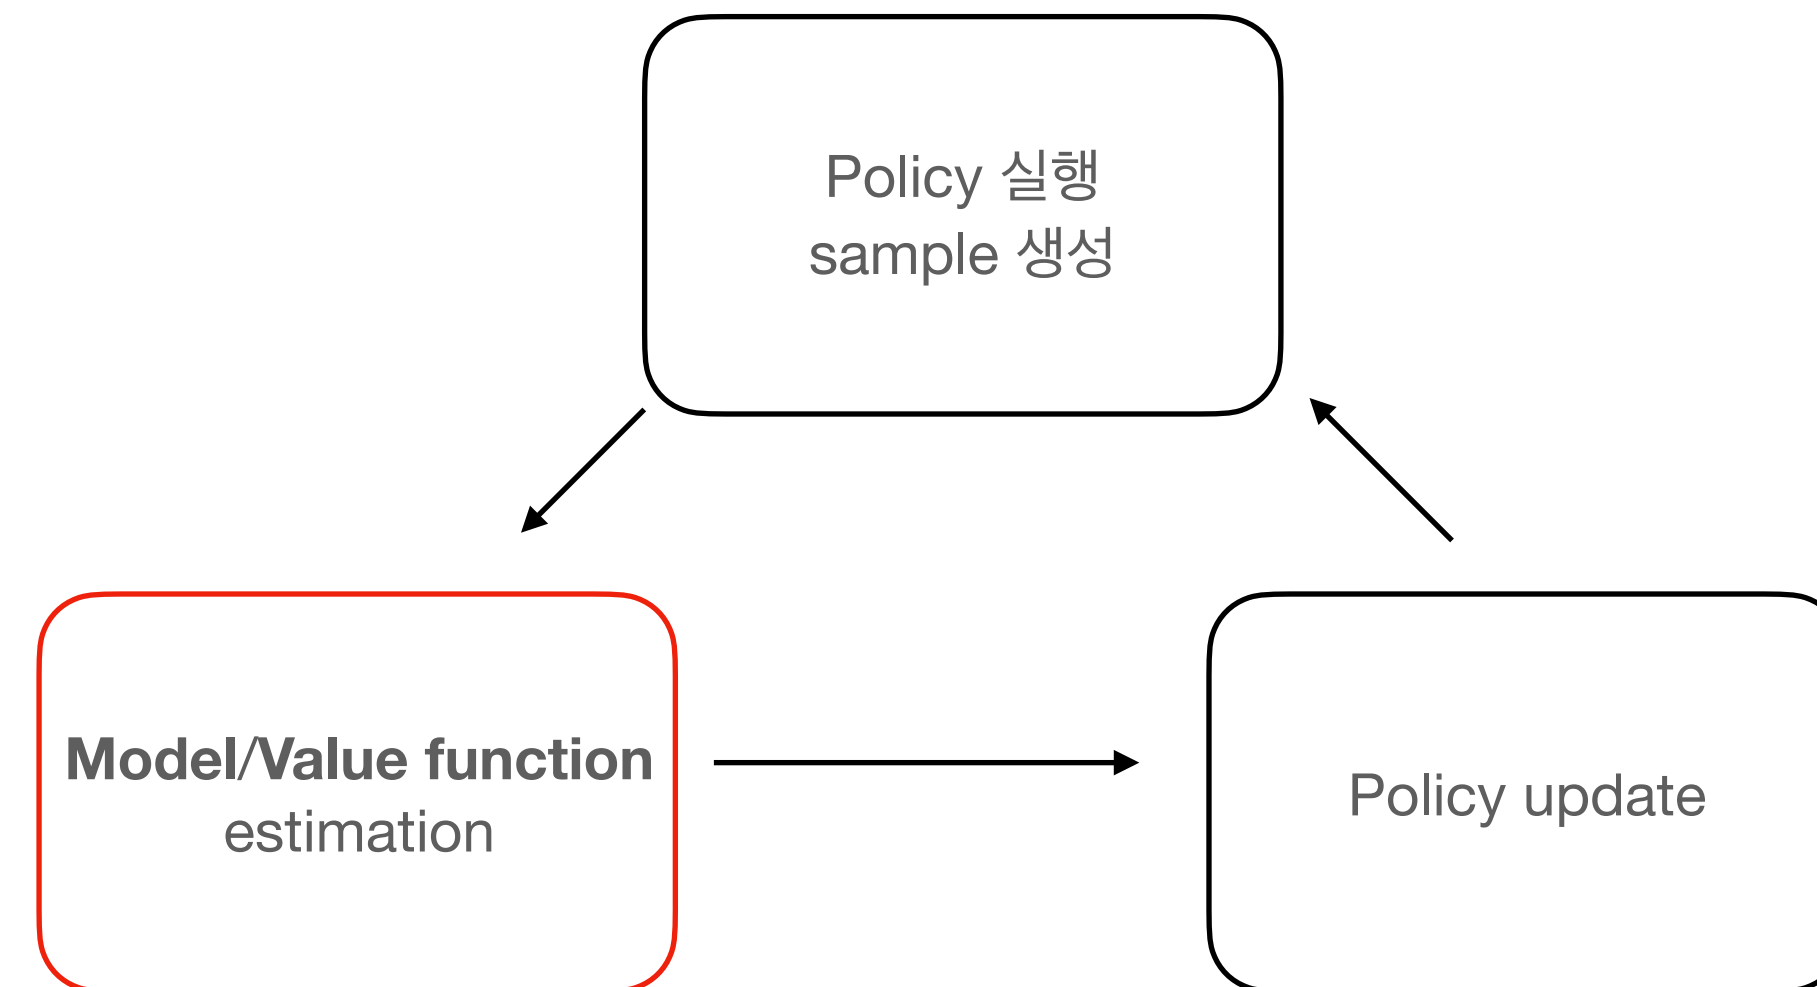 Policy 실행
sample 생성
Model/Value function
estimation
Policy update